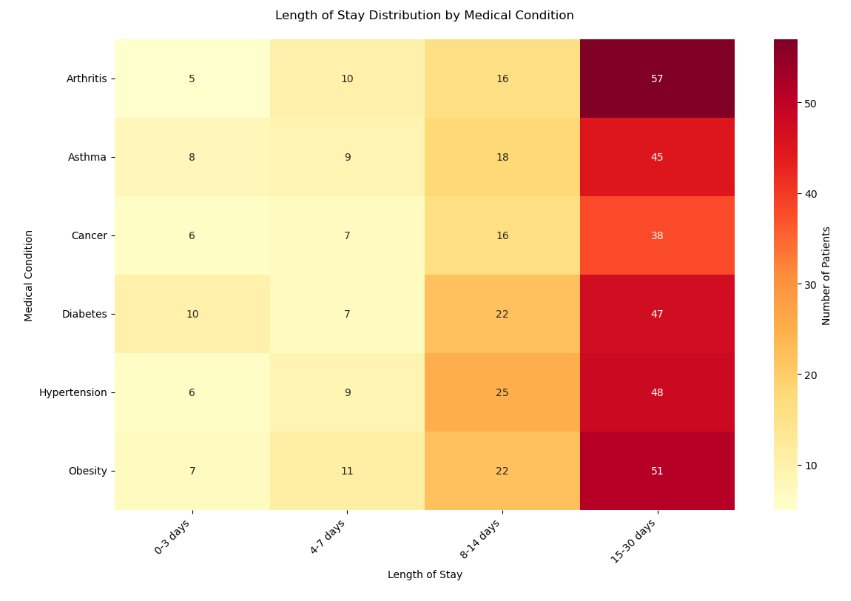 Length of Stay Distribution by Medical Condition
Medical Condition
Arthritis 5 10 16 57
Asthma 8 9 18 45
Cancer 6 7 16 38
Diabetes 10 7 22 47
Hypertension 6 9 25 48
Obesity 7 11 22 51
0-3 days 4-7 days 8-14 days 15-30 days
Length of Stay
50
40
30
20
10
Number of Patients